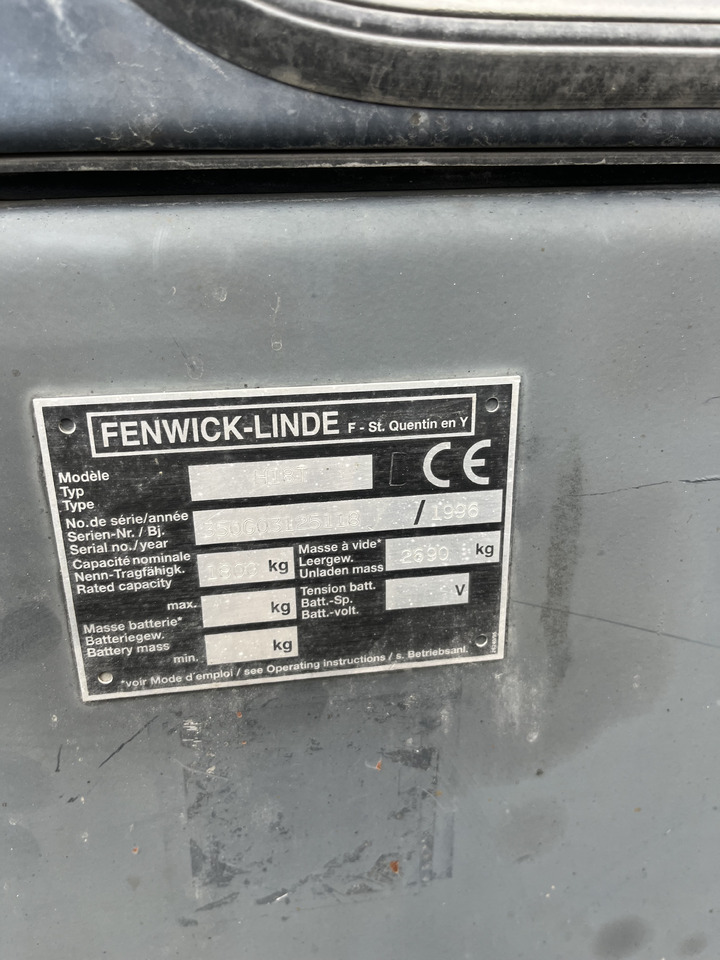 FENWICK-LINDE F - St. Quentin en Y
Modèle
Typ
Type
CE
No.de série/année
Serien-Nr. / Bj.
Serial no./year
/ 1996
Capacité nominale
Nenn-Tragfähigk.
Rated capacity
kg
Masse à vide*
Leergew.
Unladen mass
2690 kg
max. kg
Tension batt.
Batt.-Sp.
Batt.-volt.
V
Masse batterie*
Batteriegew.
Battery mass
min. kg
*voir Mode d'emploi / see Operating Instructions / s. Betriebsanl.